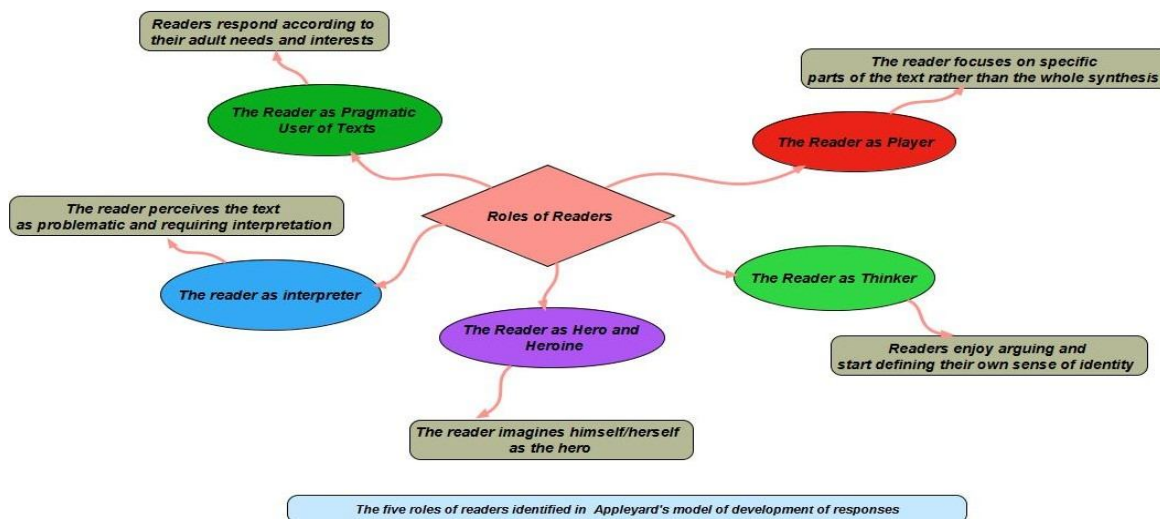 Readers respond according to
their adult needs and interests
The Reader as Pragmatic
User of Texts
The reader focuses on specific
parts of the text rather than the whole synthesis
The Reader as Player
Roles of Readers
The reader perceives the text
as problematic and requiring interpretation
The reader as interpreter
The Reader as Hero and
Heroine
The Reader as Thinker
Readers enjoy arguing and
start defining their own sense of identity
The reader imagines himself/herself
as the hero
The five roles of readers identified in Appleyard's model of development of responses